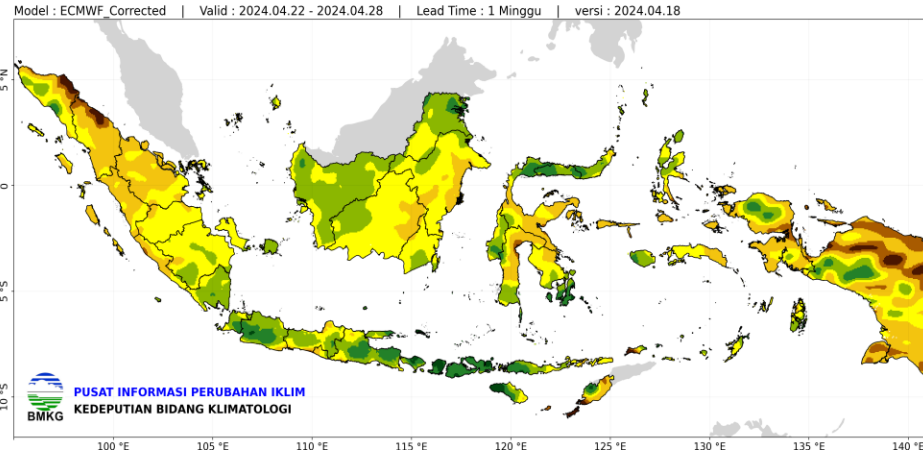 Model : ECMWF_Corrected | Valid : 2024.04.22 - 2024.04.28 | Lead Time : 1 Minggu | versi : 2024.04.18
5 °N
0
5 °S
10 °S
BMKG
PUSAT INFORMASI PERUBAHAN IKLIM
KEDEPUTIAN BIDANG KLIMATOLOGI
100 °E 105 °E 110 °E 115 °E 120 °E 125 °E 130 °E 135 °E 140 °E